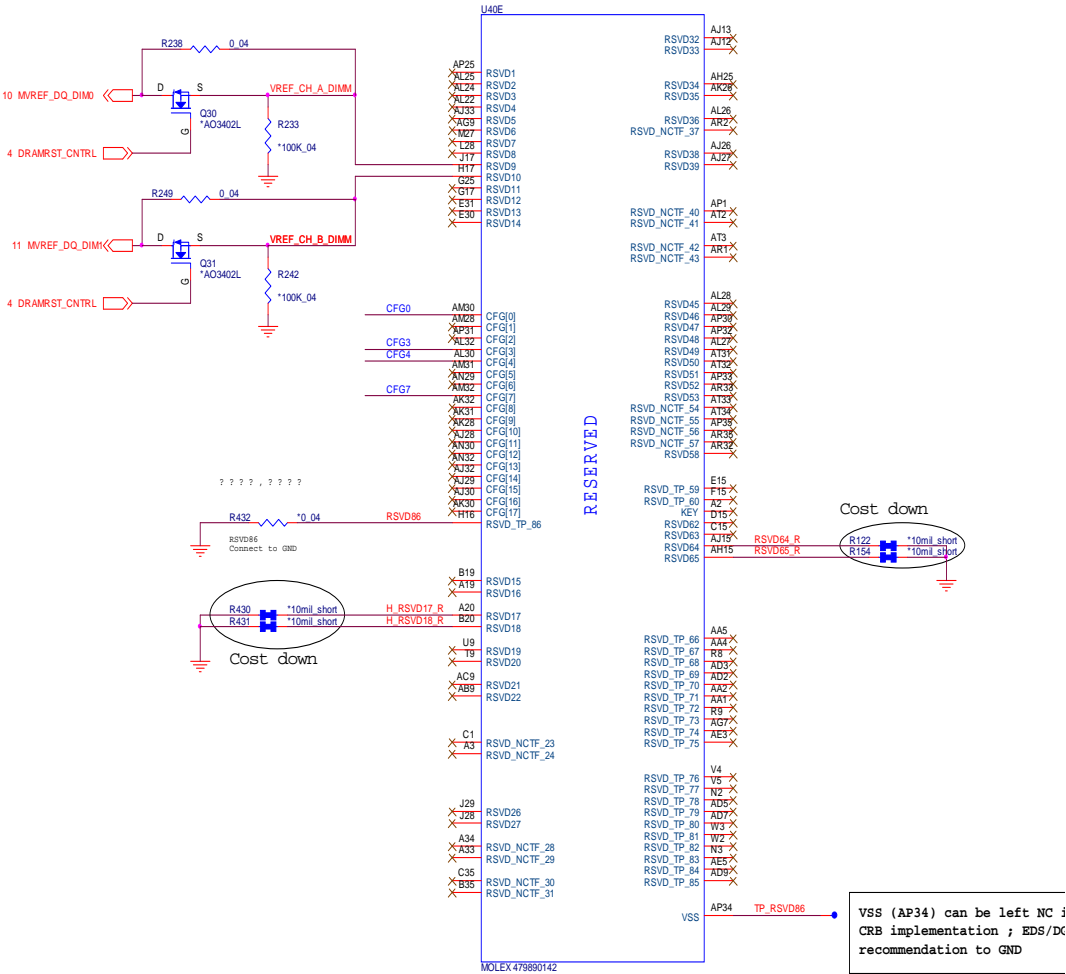 U40E
R238 0_04
10 MVREF_DQ_DIM0
D S
VREF_CH_A_DIMM
Q30
*AO3402L
G
R233
*100K_04
4 DRAMRST_CNTRL
R249 0_04
11 MVREF_DQ_DIM1
D S
VREF_CH_B_DIMM
Q31
*AO3402L
G
R242
*100K_04
4 DRAMRST_CNTRL
AP25 RSVD1
AL25 RSVD2
AL24 RSVD3
AL22 RSVD4
AJ33 RSVD5
AG9 RSVD6
M27 RSVD7
L28 RSVD8
J17 RSVD9
H17 RSVD10
G25 RSVD11
G17 RSVD12
E31 RSVD13
E30 RSVD14
CFG0 AM30 CFG[0]
AM28 CFG[1]
AP31 CFG[2]
CFG3 AL32 CFG[3]
CFG4 AL30 CFG[4]
AM31 CFG[5]
AN29 CFG[6]
CFG7 AM32 CFG[7]
AK32 CFG[8]
AK31 CFG[9]
AK28 CFG[10]
AJ28 CFG[11]
AN30 CFG[12]
AN32 CFG[13]
AJ32 CFG[14]
AJ29 CFG[15]
AJ30 CFG[16]
AK30 CFG[17]
? ? ? ? , ? ? ? ?
R432 *0_04 RSVD86 H16 RSVD_TP_86
RSVD86
Connect to GND
B19 RSVD15
A19 RSVD16
R430 *10mil_short H_RSVD17_R A20 RSVD17
R431 *10mil_short H_RSVD18_R B20 RSVD18
Cost down
U9 RSVD19
T9 RSVD20
AC9 RSVD21
AB9 RSVD22
C1 RSVD_NCTF_23
A3 RSVD_NCTF_24
J29 RSVD26
J28 RSVD27
A34 RSVD_NCTF_28
A33 RSVD_NCTF_29
C35 RSVD_NCTF_30
B35 RSVD_NCTF_31
RESERVED
RSVD32 AJ13
RSVD33 AJ12
RSVD34 AH25
RSVD35 AK26
RSVD36 AL26
RSVD_NCTF_37 AR2
RSVD38 AJ26
RSVD39 AJ27
RSVD_NCTF_40 AP1
RSVD_NCTF_41 AT2
RSVD_NCTF_42 AT3
RSVD_NCTF_43 AR1
RSVD45 AL28
RSVD46 AL29
RSVD47 AP30
RSVD48 AP32
RSVD49 AL27
RSVD50 AT31
RSVD51 AT32
RSVD52 AP33
RSVD53 AR33
RSVD_NCTF_54 AT33
RSVD_NCTF_55 AT34
RSVD_NCTF_56 AP35
RSVD_NCTF_57 AR35
RSVD58 AR32
RSVD_TP_59 E15
RSVD_TP_60 F15
KEY A2
RSVD62 D15
RSVD63 C15
RSVD64 AJ15 RSVD64_R R122 *10mil_short
RSVD65 AH15 RSVD65_R R154 *10mil_short
Cost down
RSVD_TP_66 AA5
RSVD_TP_67 AA4
RSVD_TP_68 R8
RSVD_TP_69 AD3
RSVD_TP_70 AD2
RSVD_TP_71 AA2
RSVD_TP_72 AA1
RSVD_TP_73 R9
RSVD_TP_74 AG7
RSVD_TP_75 AE3
RSVD_TP_76 V4
RSVD_TP_77 V5
RSVD_TP_78 N2
RSVD_TP_79 AD5
RSVD_TP_80 AD7
RSVD_TP_81 W3
RSVD_TP_82 W2
RSVD_TP_83 N3
RSVD_TP_84 AE5
RSVD_TP_85 AD9
VSS AP34 TP_RSVD86
VSS (AP34) can be left NC i
CRB implementation ; EDS/DG
recommendation to GND
MOLEX 479890142